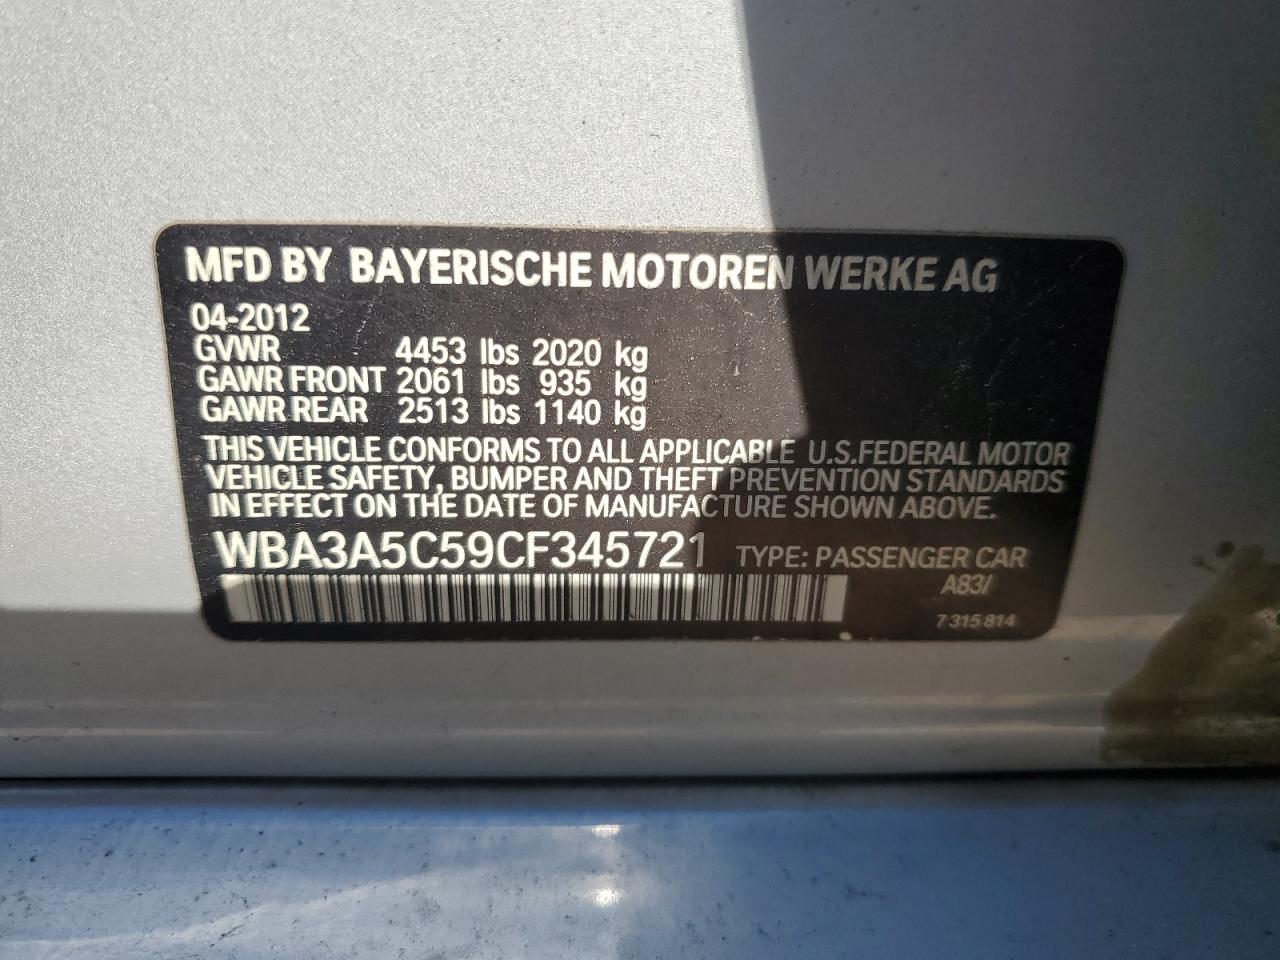 MFD BY BAYERISCHE MOTOREN WERKE AG
04-2012
GVWR 4453 lbs 2020 kg
GAWR FRONT 2061 lbs 935 kg
GAWR REAR 2513 lbs 1140 kg
THIS VEHICLE CONFORMS TO ALL APPLICABLE U.S.FEDERAL MOTOR
VEHICLE SAFETY, BUMPER AND THEFT PREVENTION STANDARDS
IN EFFECT ON THE DATE OF MANUFACTURE SHOWN ABOVE.
WBA3A5C59CF345721 TYPE: PASSENGER CAR
A83/
7 315 814